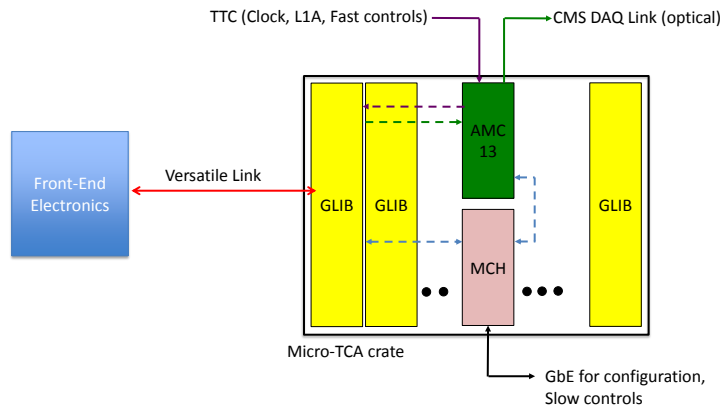 TTC (Clock, L1A, Fast controls)
CMS DAQ Link (optical)
AMC
13
Front-End
Electronics
Versatile Link
GLIB
GLIB
GLIB
MCH
Micro-TCA crate
GbE for configuration,
Slow controls